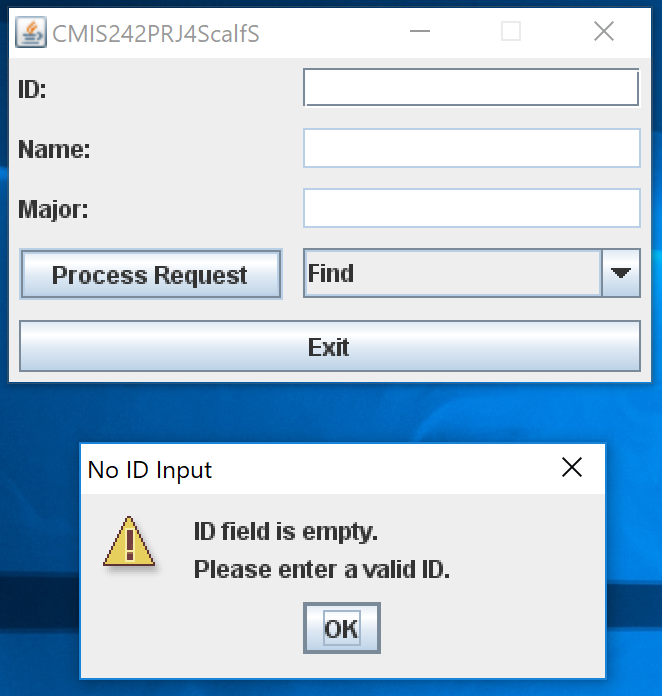 CMIS242PRJ4ScalfS
ID:
Name:
Major:
Process Request
Find
Exit
No ID Input
ID field is empty.
Please enter a valid ID.
OK